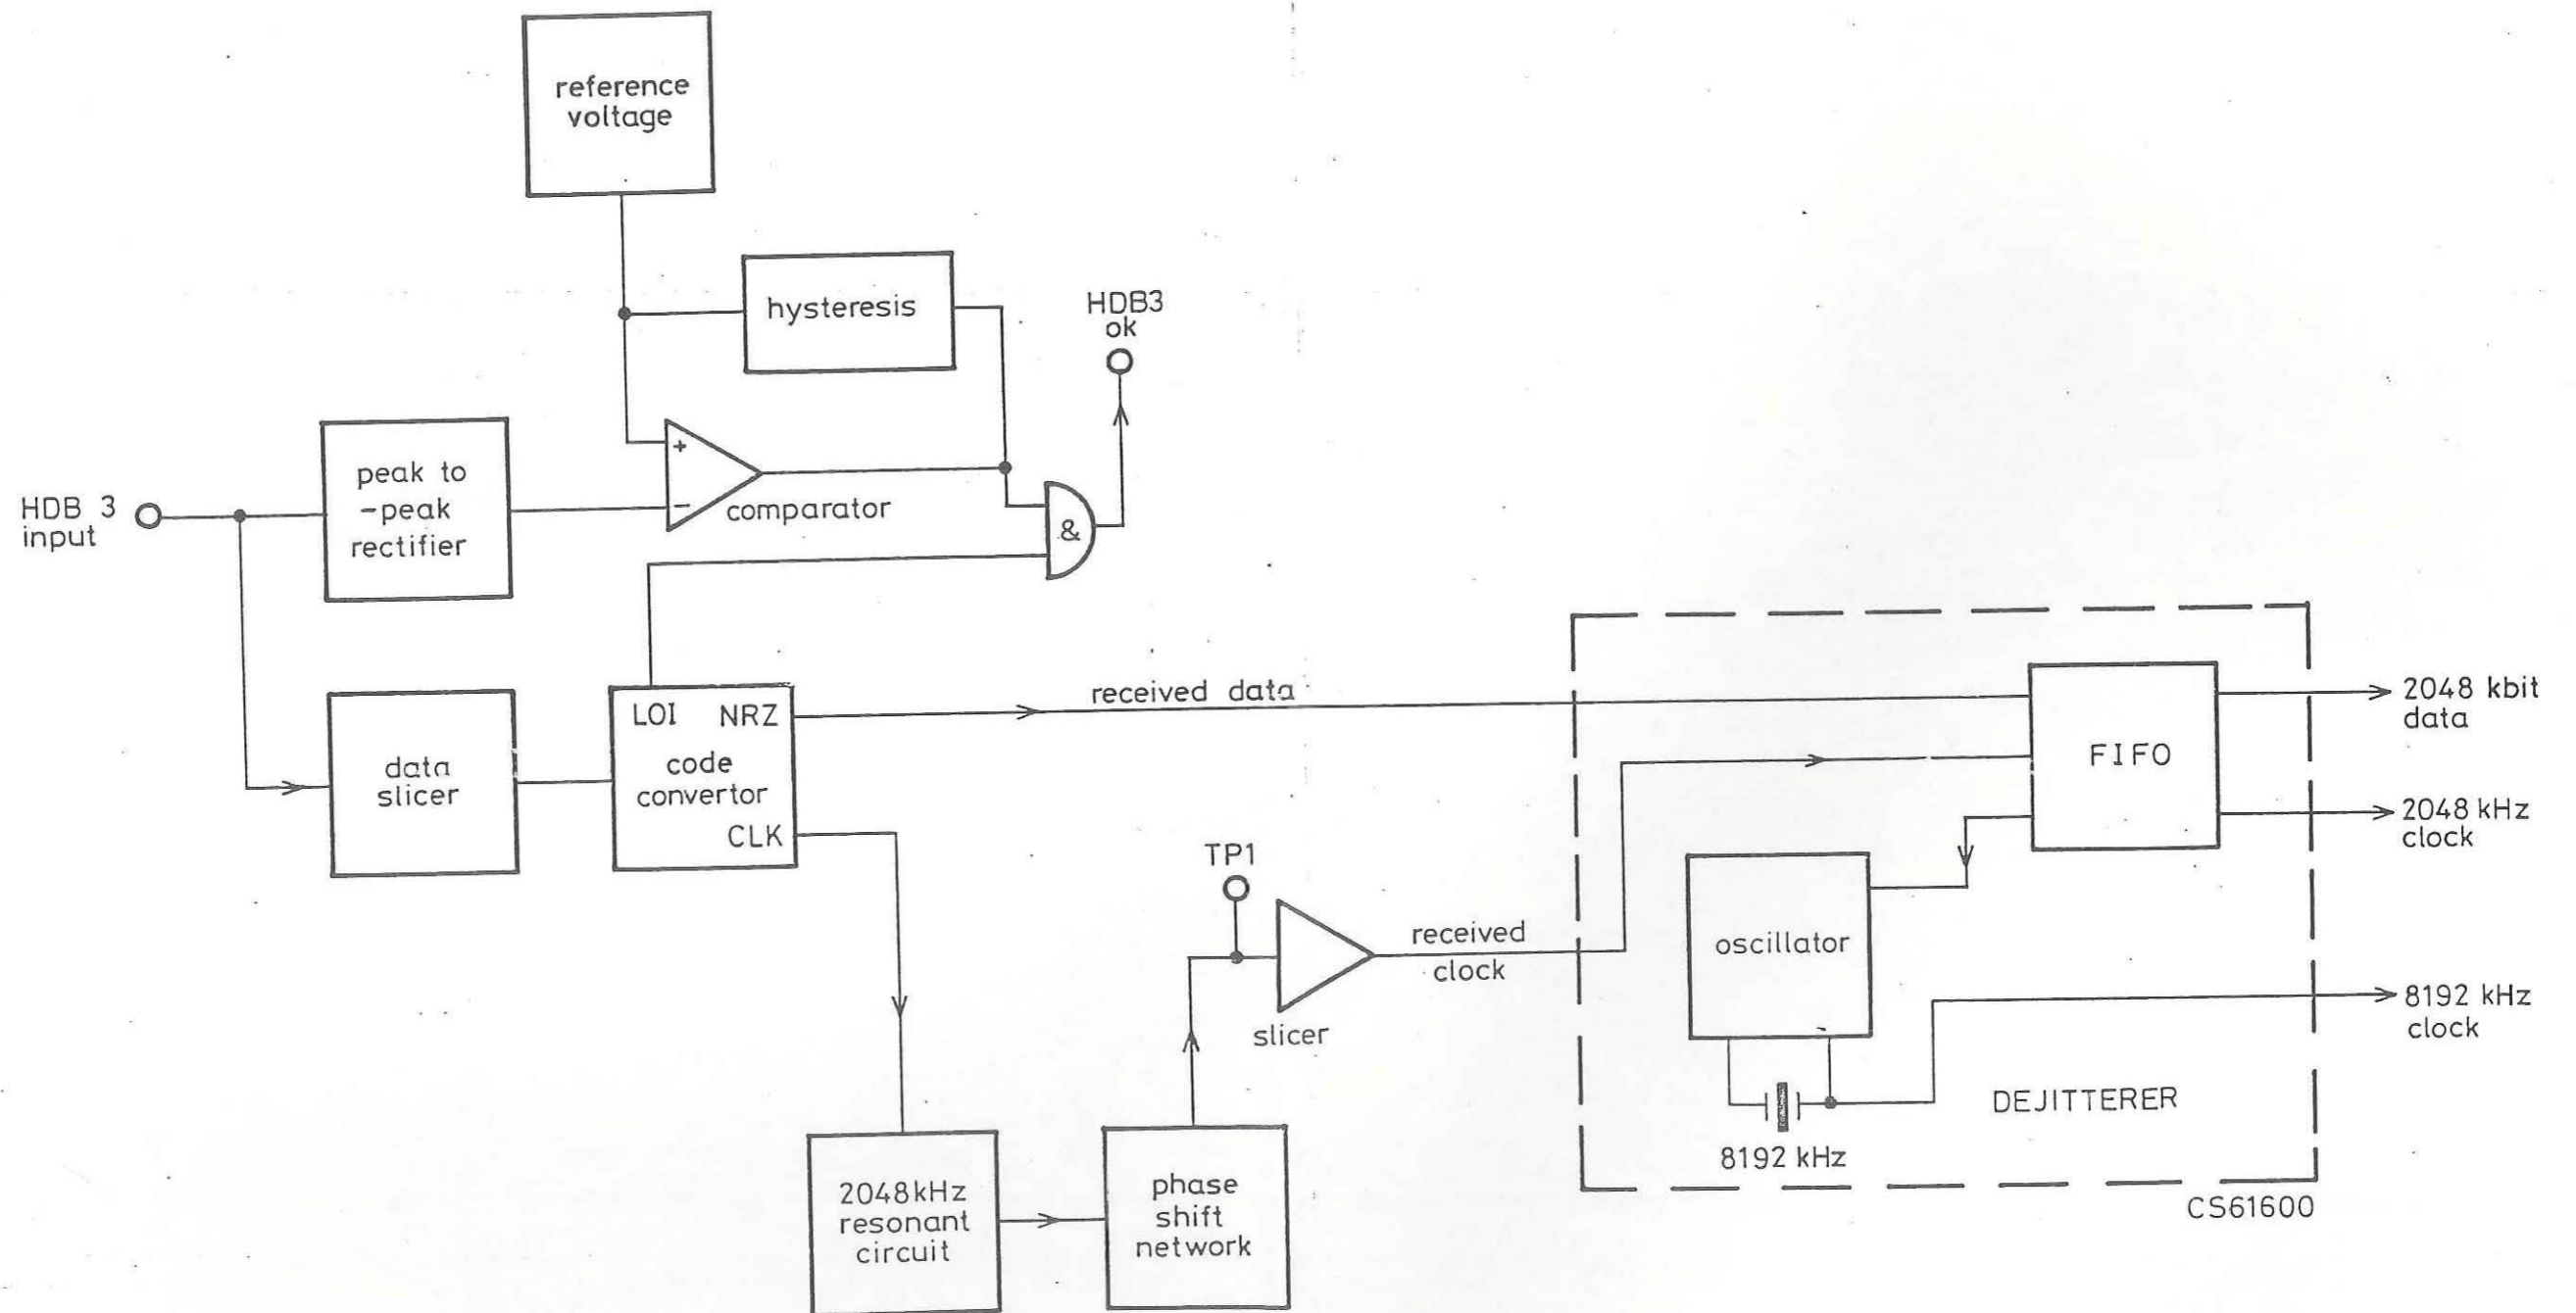 reference
voltage
hysteresis
HDB3
ok
peak to
-peak
rectifier
+
-
comparator
&
HDB 3
input
data
slicer
LOI NRZ
code
convertor
CLK
received data
TP1
slicer
received
clock
2048kHz
resonant
circuit
phase
shift
network
FIFO
oscillator
8192 kHz
DEJITTERER
CS61600
2048 kbit
data
2048 kHz
clock
8192 kHz
clock